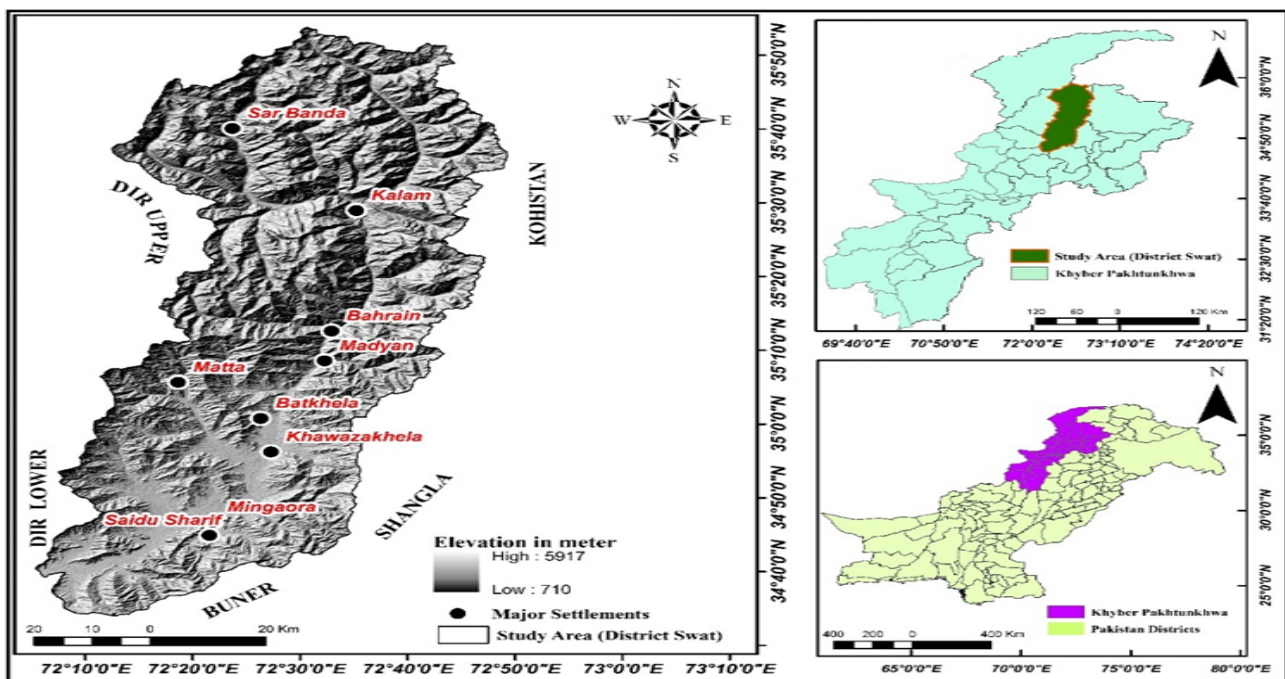 Sar Banda
Kalam
Bahrain
Madyan
Matta
Batkhela
Khawazakhela
Mingaora
Saidu Sharif
DIR UPPER
KOHISTAN
DIR LOWER
SHANGLA
BUNER
N
W E
S
Elevation in meter
High : 5917
Low : 710
Major Settlements
Study Area (District Swat)
20 10 0 20 Km
72°10'0"E 72°20'0"E 72°30'0"E 72°40'0"E 72°50'0"E 73°0'0"E 73°10'0"E
35°50'0"N
35°40'0"N
35°30'0"N
35°20'0"N
35°10'0"N
35°0'0"N
34°50'0"N
34°40'0"N
N
Study Area (District Swat)
Khyber Pakhtunkhwa
120 60 0 120 Km
69°40'0"E 70°50'0"E 72°0'0"E 73°10'0"E 74°20'0"E
36°0'0"N
34°50'0"N
33°40'0"N
32°30'0"N
31°20'0"N
N
Khyber Pakhtunkhwa
Pakistan Districts
400 200 0 400 Km
65°0'0"E 70°0'0"E 75°0'0"E 80°0'0"E
35°0'0"N
30°0'0"N
25°0'0"N